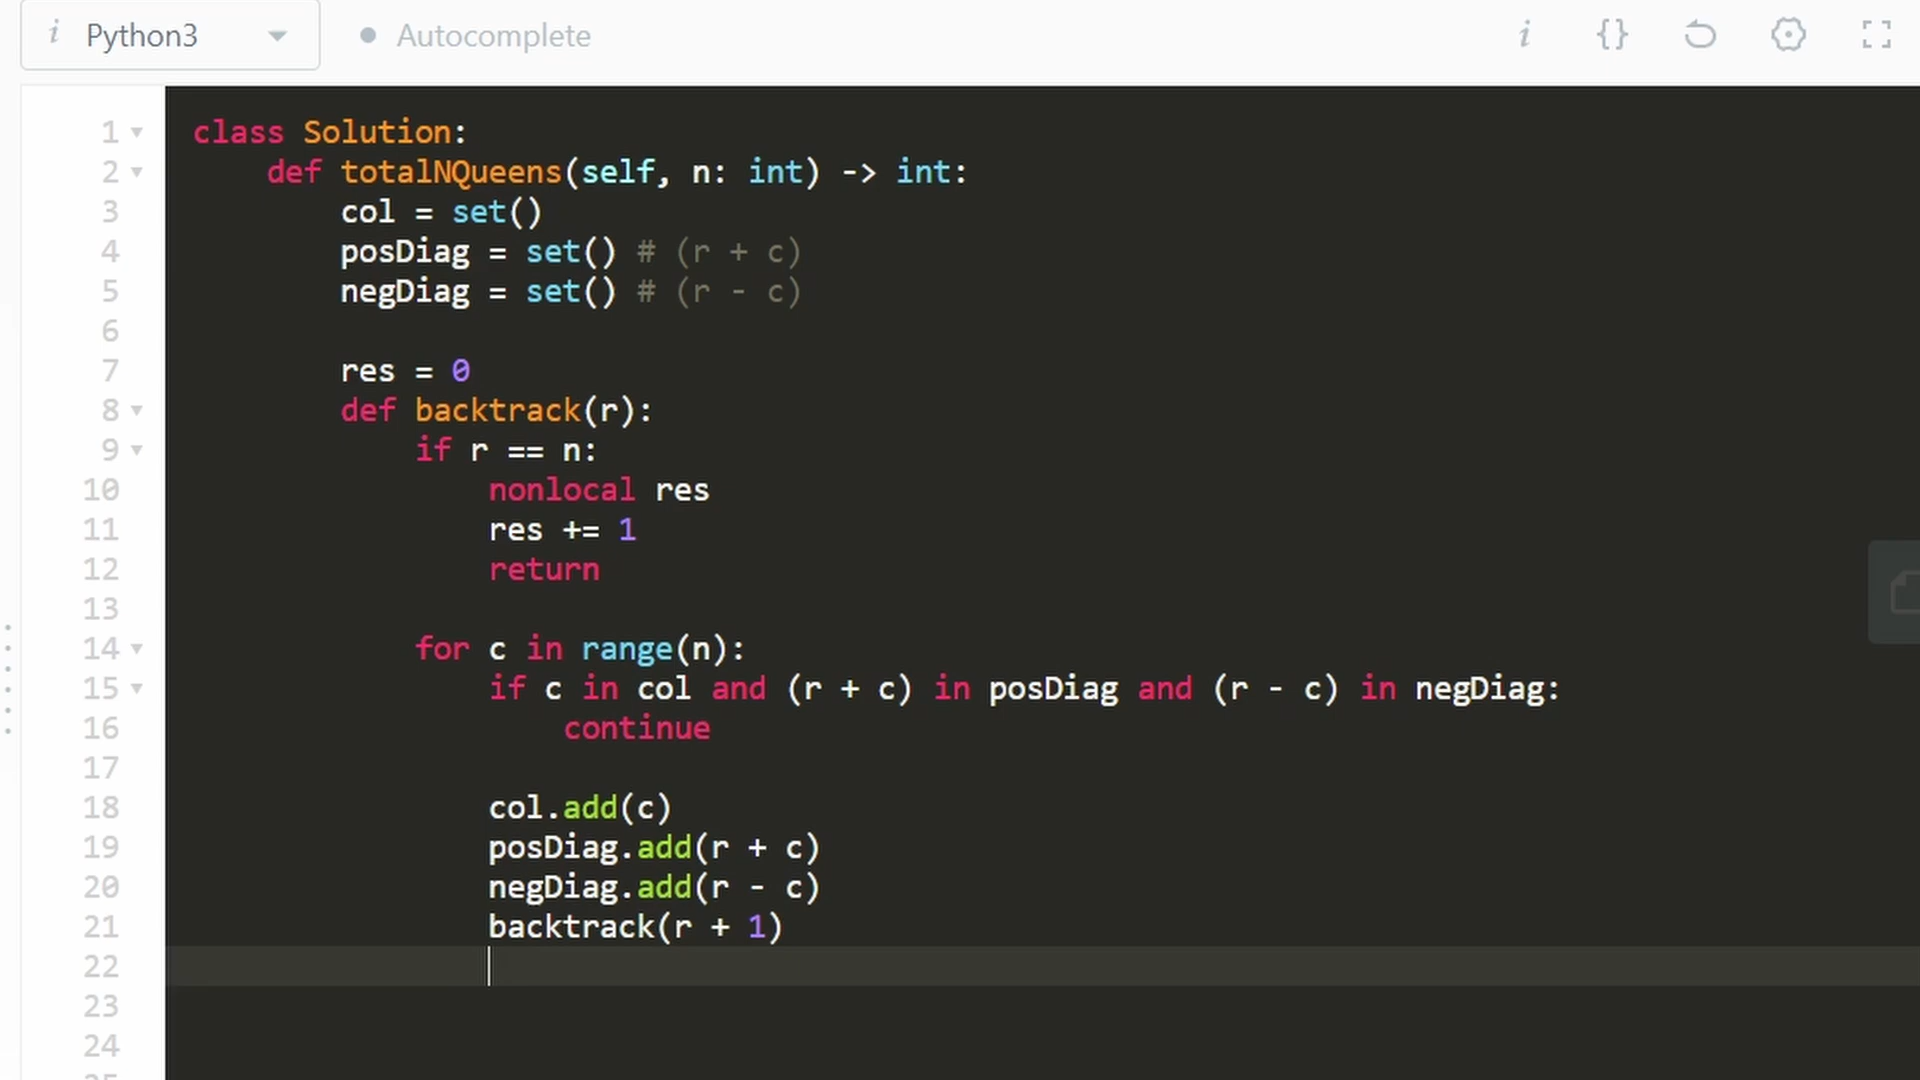 i Python3 Autocomplete i {}
1 class Solution:
2     def totalNQueens(self, n: int) -> int:
3         col = set()
4         posDiag = set() # (r + c)
5         negDiag = set() # (r - c)
6
7         res = 0
8         def backtrack(r):
9             if r == n:
10                 nonlocal res
11                 res += 1
12                 return
13
14             for c in range(n):
15                 if c in col and (r + c) in posDiag and (r - c) in negDiag:
16                     continue
17
18                 col.add(c)
19                 posDiag.add(r + c)
20                 negDiag.add(r - c)
21                 backtrack(r + 1)
22
23
24